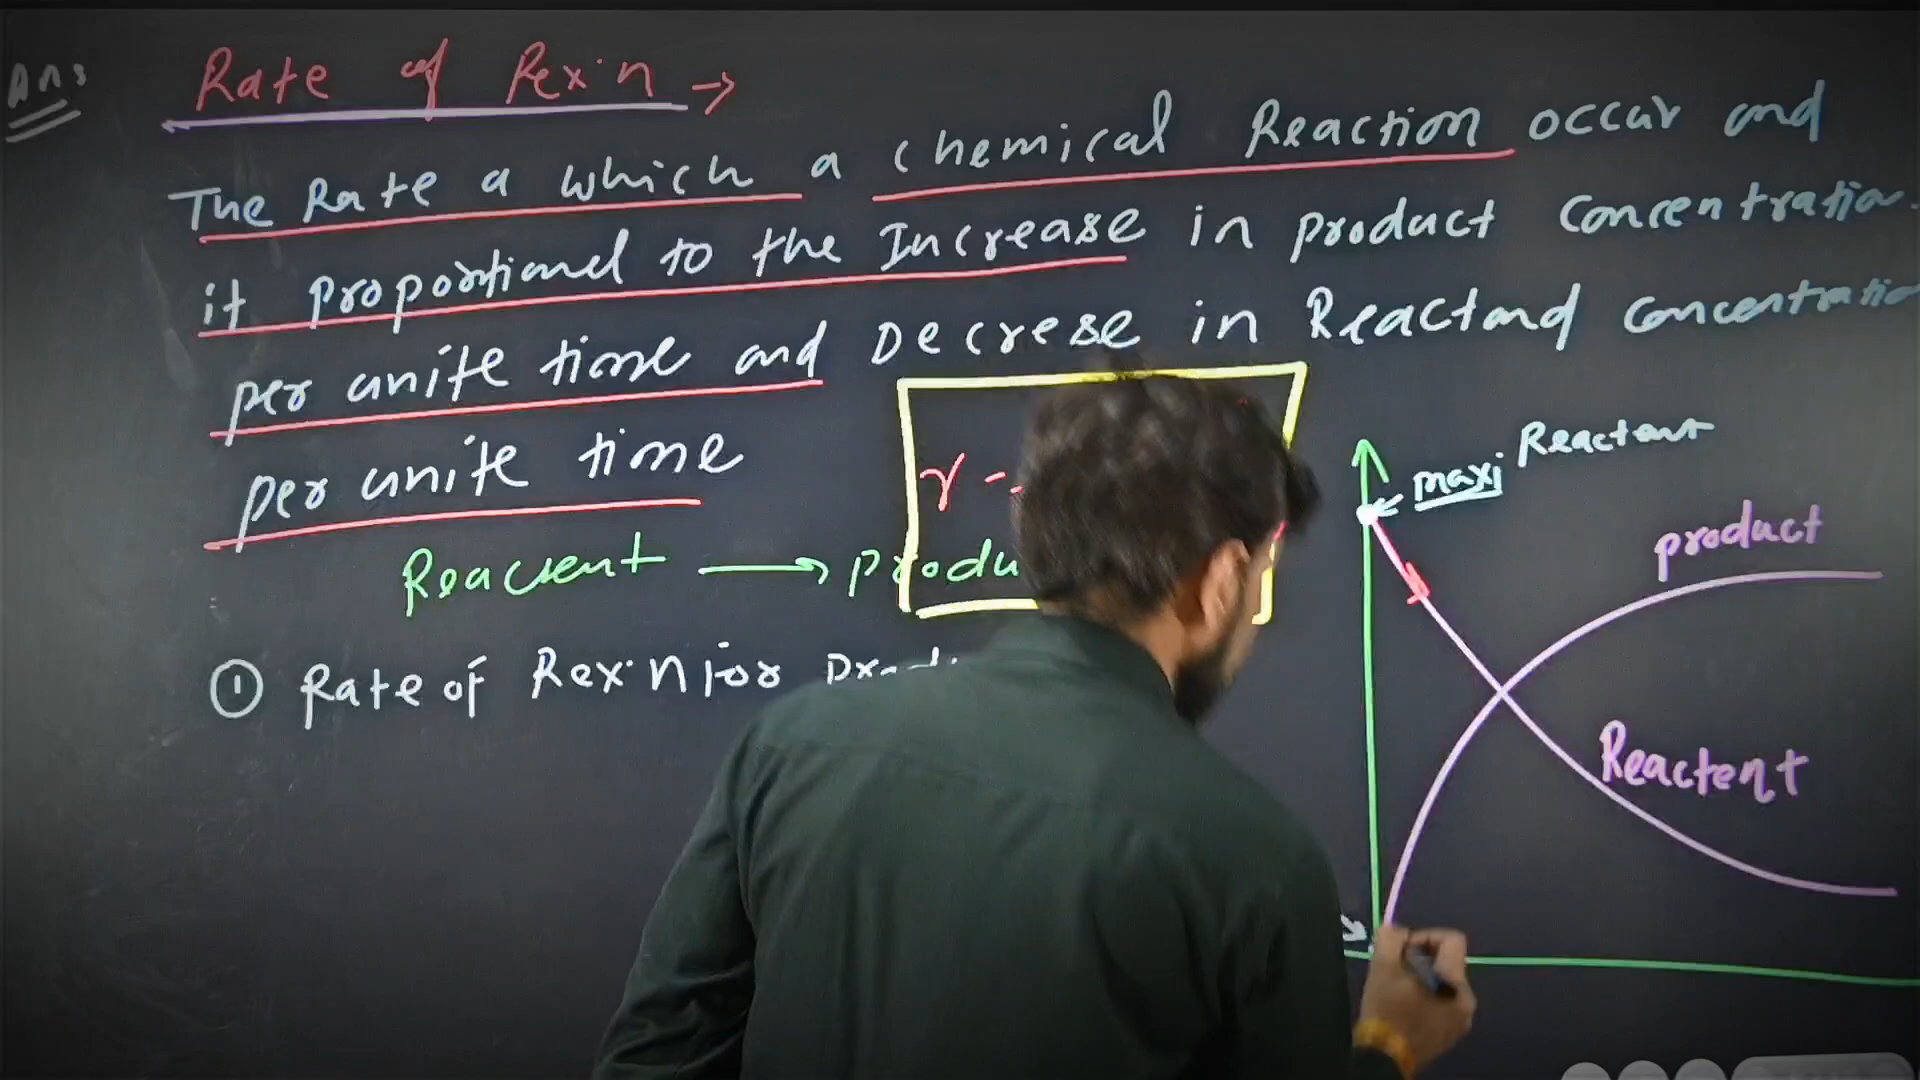 Ans
Rate of Rex·n →
The Rate a which a chemical Reaction occur and
it proportional to the Increase in product concentration.
per unite time and Decrese in Reactand concentration
per unite time
Reactent → produ
r -
① Rate of Rex·n for
maxi Reactent
product
Reactent